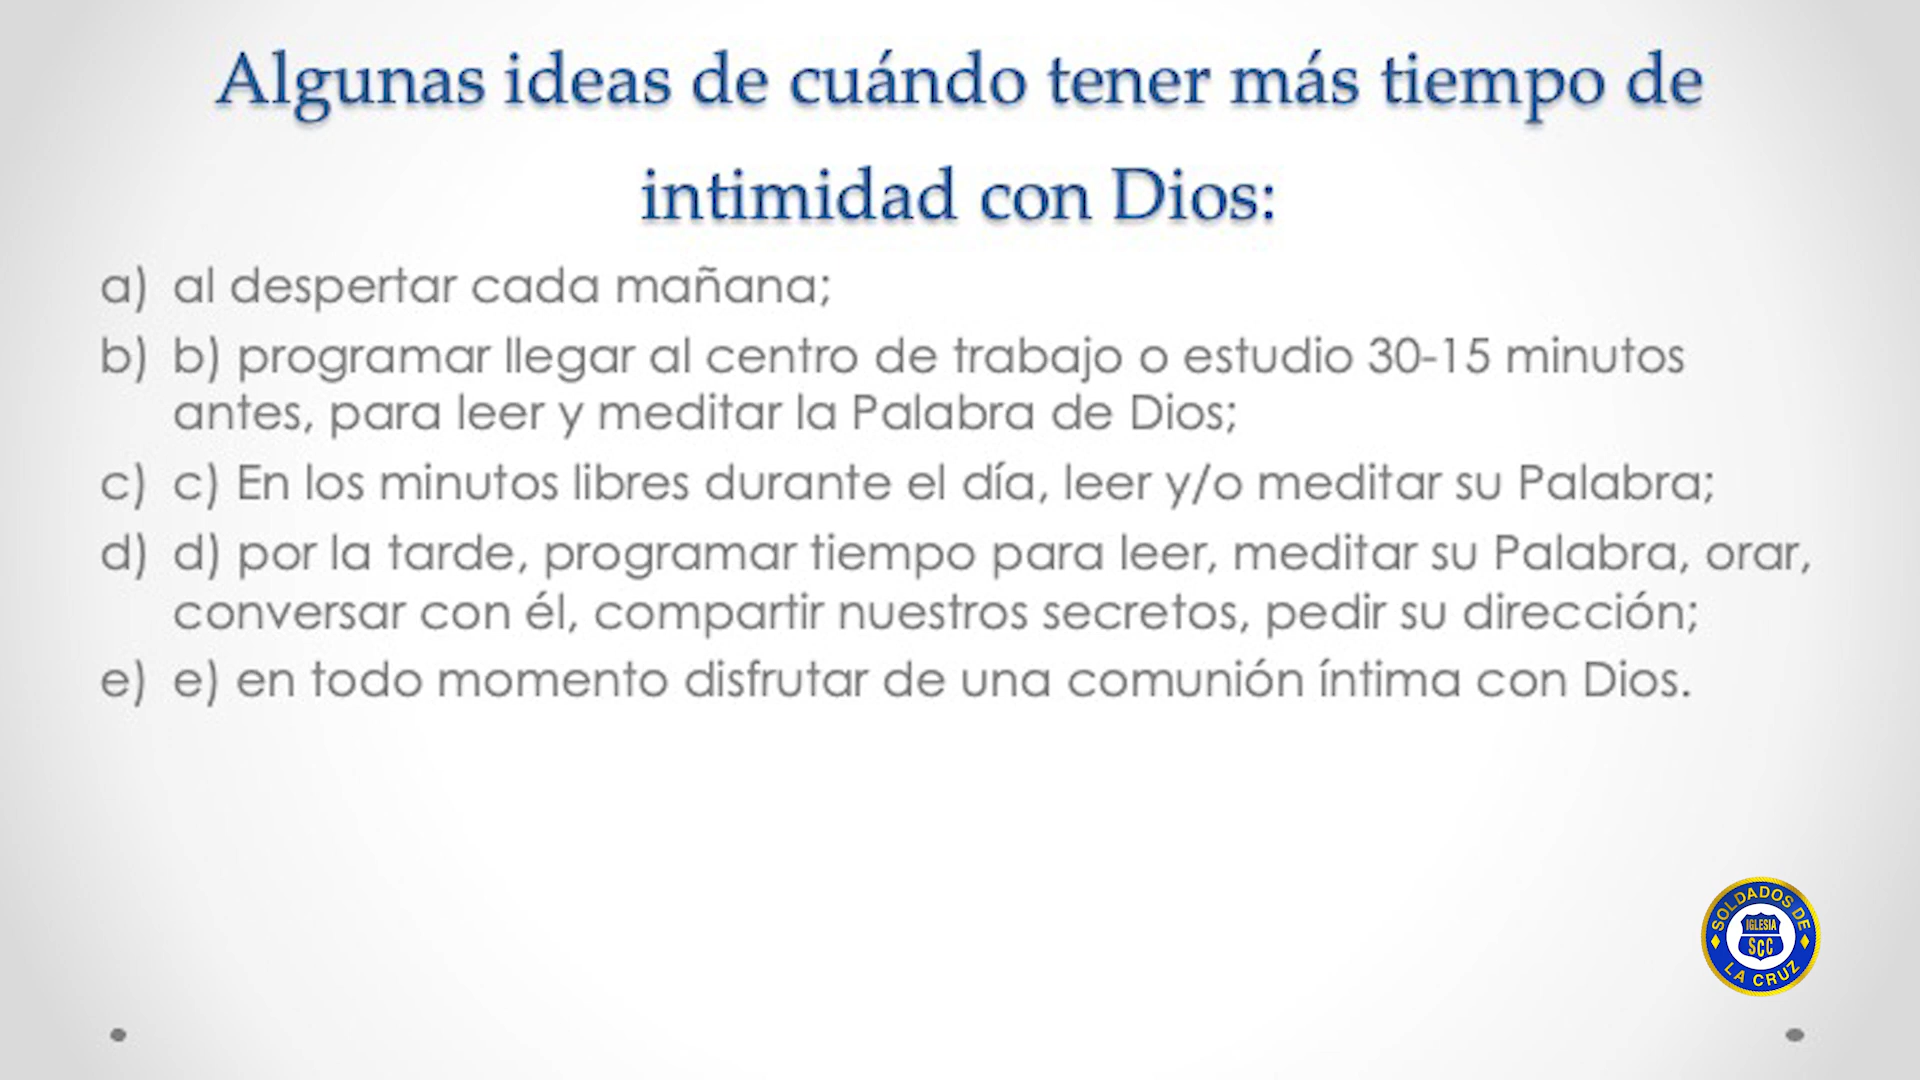 Algunas ideas de cuándo tener más tiempo de
intimidad con Dios:
a) al despertar cada mañana;
b) b) programar llegar al centro de trabajo o estudio 30-15 minutos
antes, para leer y meditar la Palabra de Dios;
c) c) En los minutos libres durante el día, leer y/o meditar su Palabra;
d) d) por la tarde, programar tiempo para leer, meditar su Palabra, orar,
conversar con él, compartir nuestros secretos, pedir su dirección;
e) e) en todo momento disfrutar de una comunión íntima con Dios.
SOLDADOS DE
IGLESIA
SCC
LA CRUZ